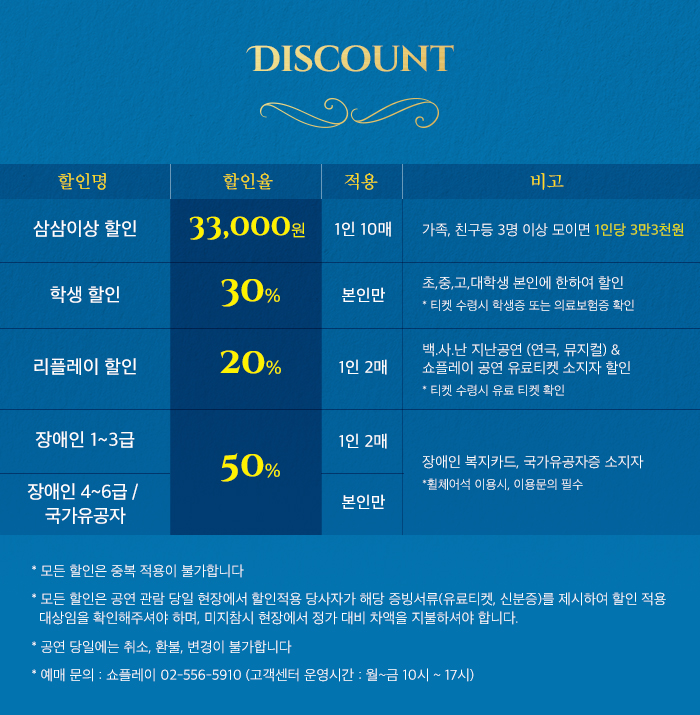 DISCOUNT
할인명 할인율 적용 비고
삼삼이상 할인 33,000원 1인 10매 가족, 친구등 3명 이상 모이면 1인당 3만3천원
학생 할인 30% 본인만 초,중,고,대학생 본인에 한하여 할인
* 티켓 수령시 학생증 또는 의료보험증 확인
리플레이 할인 20% 1인 2매 백.사.난 지난공연 (연극, 뮤지컬) &
쇼플레이 공연 유료티켓 소지자 할인
* 티켓 수령시 유료 티켓 확인
장애인 1~3급 50% 1인 2매 장애인 복지카드, 국가유공자증 소지자
*휠체어석 이용시, 이용문의 필수
장애인 4~6급 / 본인만
국가유공자
* 모든 할인은 중복 적용이 불가합니다
* 모든 할인은 공연 관람 당일 현장에서 할인적용 당사자가 해당 증빙서류(유료티켓, 신분증)를 제시하여 할인 적용
대상임을 확인해주셔야 하며, 미지참시 현장에서 정가 대비 차액을 지불하셔야 합니다.
* 공연 당일에는 취소, 환불, 변경이 불가합니다
* 예매 문의 : 쇼플레이 02-556-5910 (고객센터 운영시간 : 월~금 10시 ~ 17시)